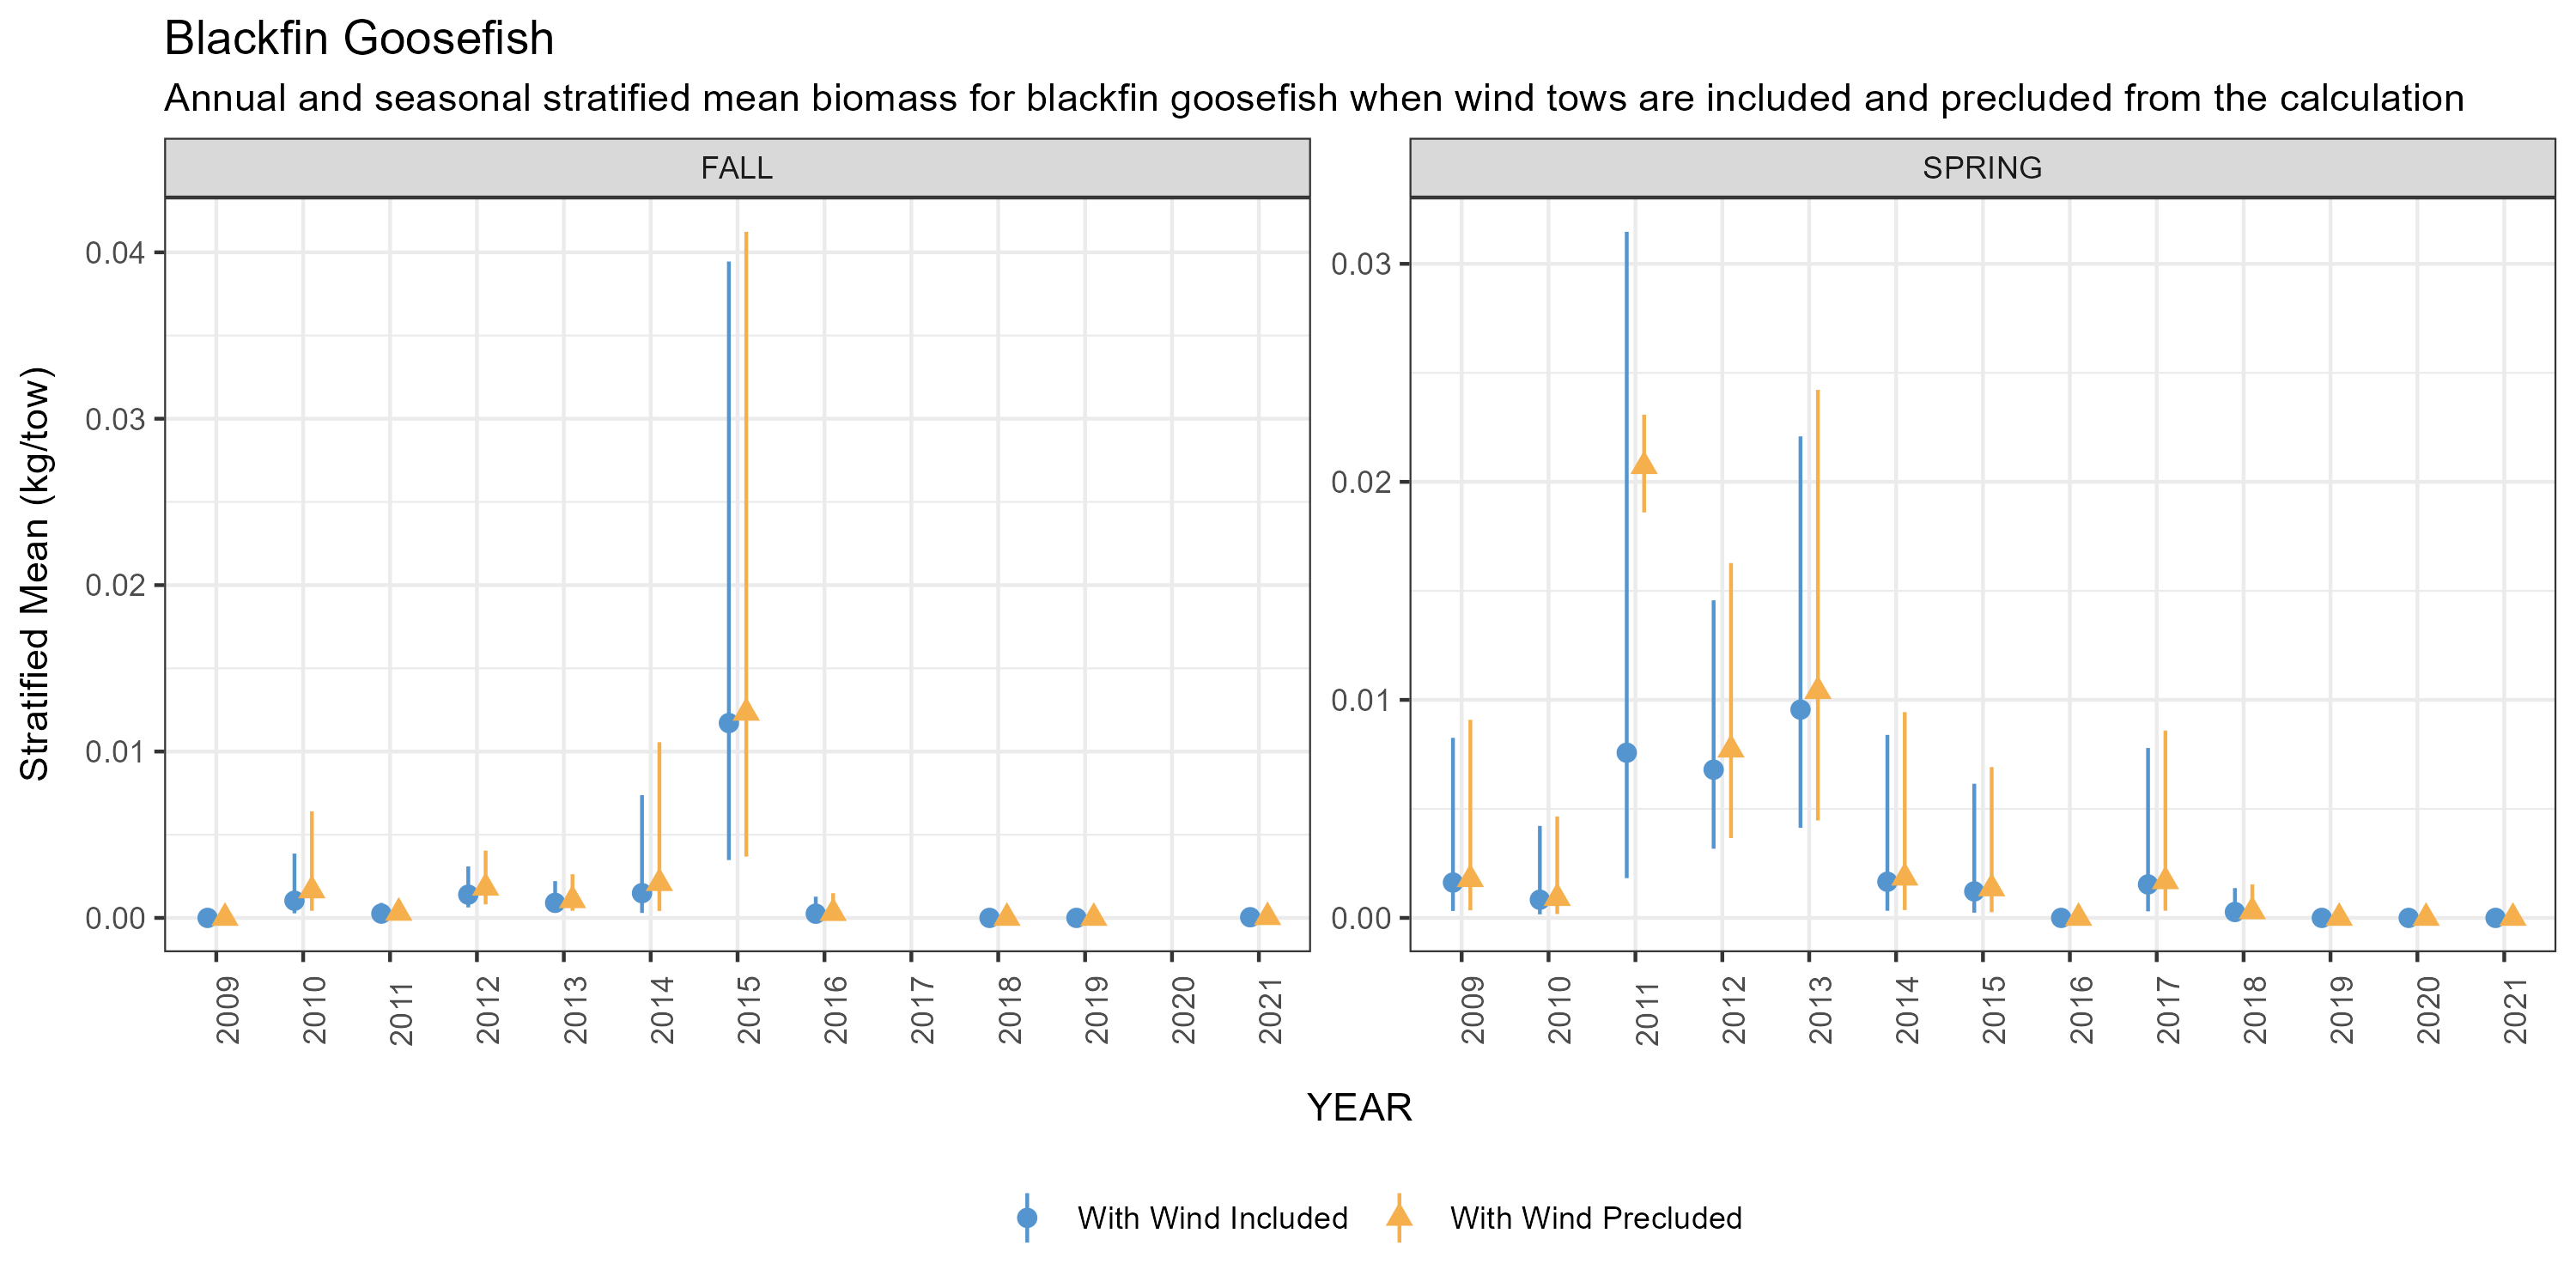 Blackfin Goosefish
Annual and seasonal stratified mean biomass for blackfin goosefish when wind tows are included and precluded from the calculation
FALL
SPRING
Stratified Mean (kg/tow)
0.04
0.03
0.02
0.01
0.00
0.03
0.02
0.01
0.00
2009 2010 2011 2012 2013 2014 2015 2016 2017 2018 2019 2020 2021
2009 2010 2011 2012 2013 2014 2015 2016 2017 2018 2019 2020 2021
YEAR
With Wind Included
With Wind Precluded